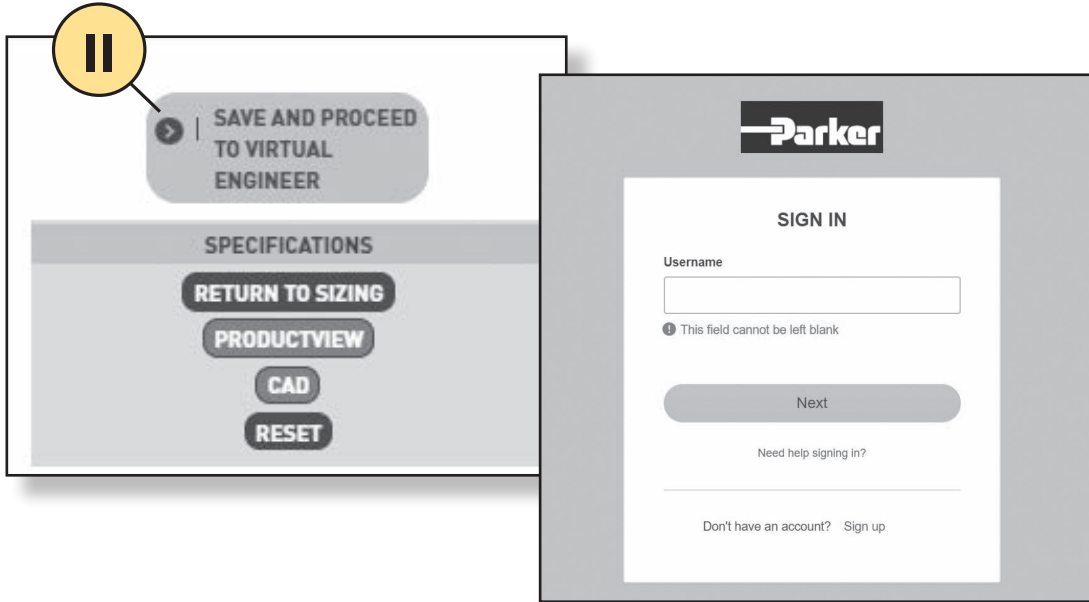 11
SAVE AND PROCEED
TO VIRTUAL
ENGINEER
SPECIFICATIONS
RETURN TO SIZING
PRODUCTVIEW
CAD
RESET
Parker
SIGN IN
Username
This field cannot be left blank
Next
Need help signing in?
Don't have an account? Sign up